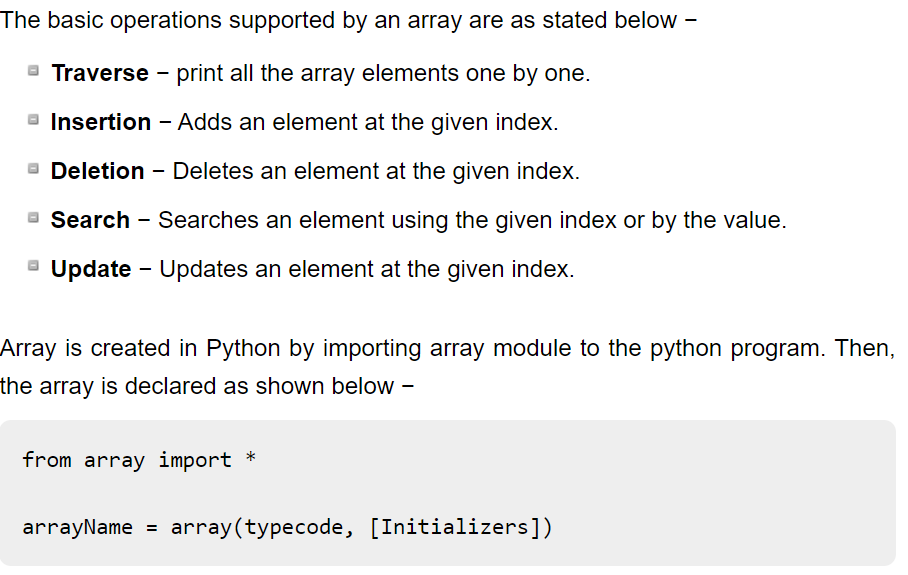 The basic operations supported by an array are as stated below −
Traverse − print all the array elements one by one.
Insertion − Adds an element at the given index.
Deletion − Deletes an element at the given index.
Search − Searches an element using the given index or by the value.
Update − Updates an element at the given index.
Array is created in Python by importing array module to the python program. Then,
the array is declared as shown below −
from array import *
arrayName = array(typecode, [Initializers])